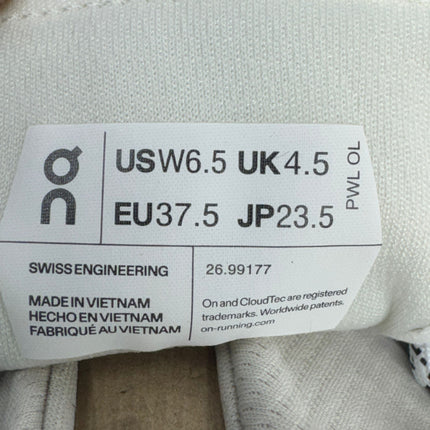 USW6.5 UK4.5
EU37.5 JP23.5
PWL OL
SWISS ENGINEERING
26.99177
MADE IN VIETNAM
HECHO EN VIETNAM
FABRIQUÉ AU VIETNAM
On and CloudTec are registered
trademarks. Worldwide patents.
on-running.com